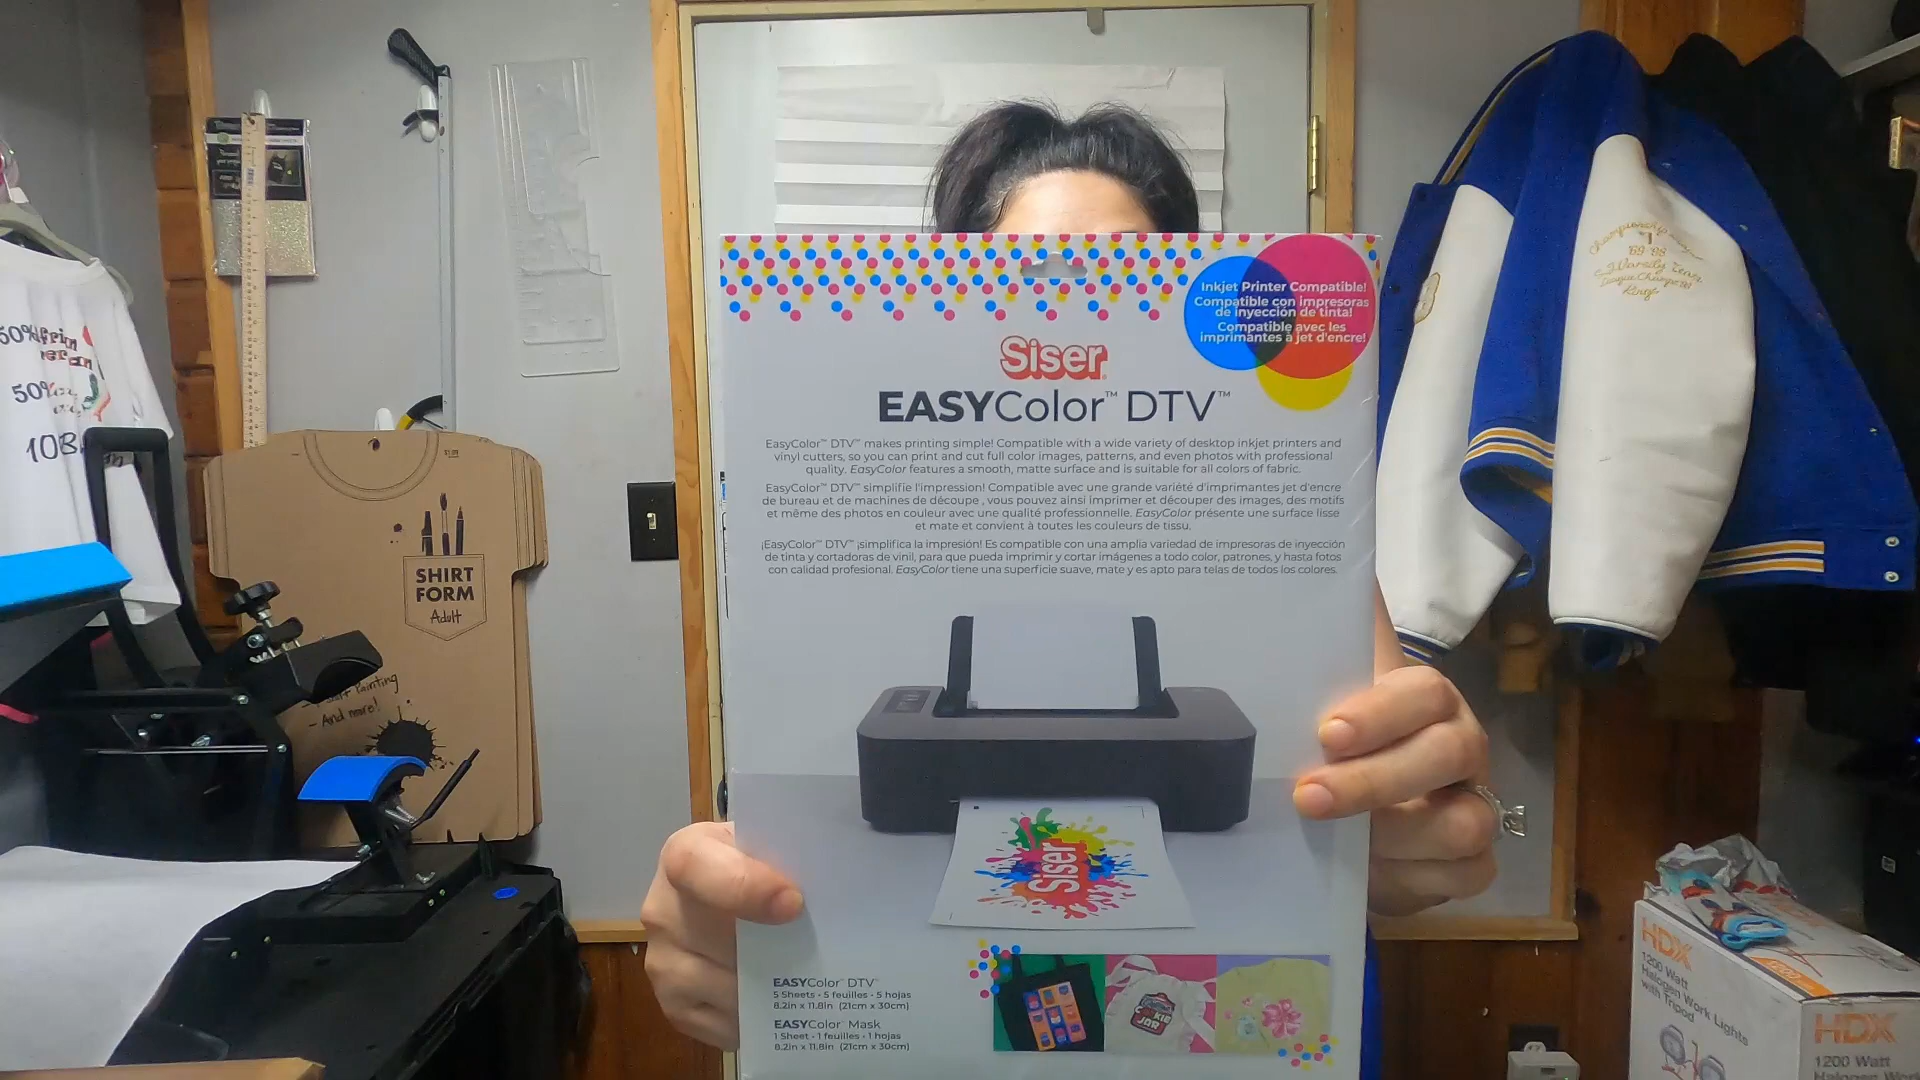 Inkjet Printer Compatible!
Compatible con impresoras
de inyección de tinta!
Compatible avec les
imprimantes à jet d'encre!
Siser
EASYColor™ DTV™
EasyColor™ DTV™ makes printing simple! Compatible with a wide variety of desktop inkjet printers and
vinyl cutters, so you can print and cut full color images, patterns, and even photos with professional
quality. EasyColor features a smooth, matte surface and is suitable for all colors of fabric.
EasyColor™ DTV™ simplifie l'impression! Compatible avec une grande variété d'imprimantes jet d'encre
de bureau et de machines de découpe , vous pouvez ainsi imprimer et découper des images, des motifs
et même des photos en couleur avec une qualité professionnelle. EasyColor présente une surface lisse
et mate et convient à toutes les couleurs de tissu.
¡EasyColor™ DTV™ ¡simplifica la impresión! Es compatible con una amplia variedad de impresoras de inyección
de tinta y cortadoras de vinil, para que pueda imprimir y cortar imágenes a todo color, patrones, y hasta fotos
con calidad profesional. EasyColor tiene una superficie suave, mate y es apto para telas de todos los colores.
Siser
EASYColor™ DTV™
5 Sheets - 5 feuilles - 5 hojas
8.2in x 11.8in (21cm x 30cm)
EASYColor™ Mask
1 Sheet - 1 feuilles - 1 hojas
8.2in x 11.8in (21cm x 30cm)
JAR
SHIRT
FORM
Adult
Painting
- And more!
50%
50%
Championship
69-98
Varsity
HDX
1200 Watt
Halogen Work Lights
with Tripod
HDX
1200 Watt